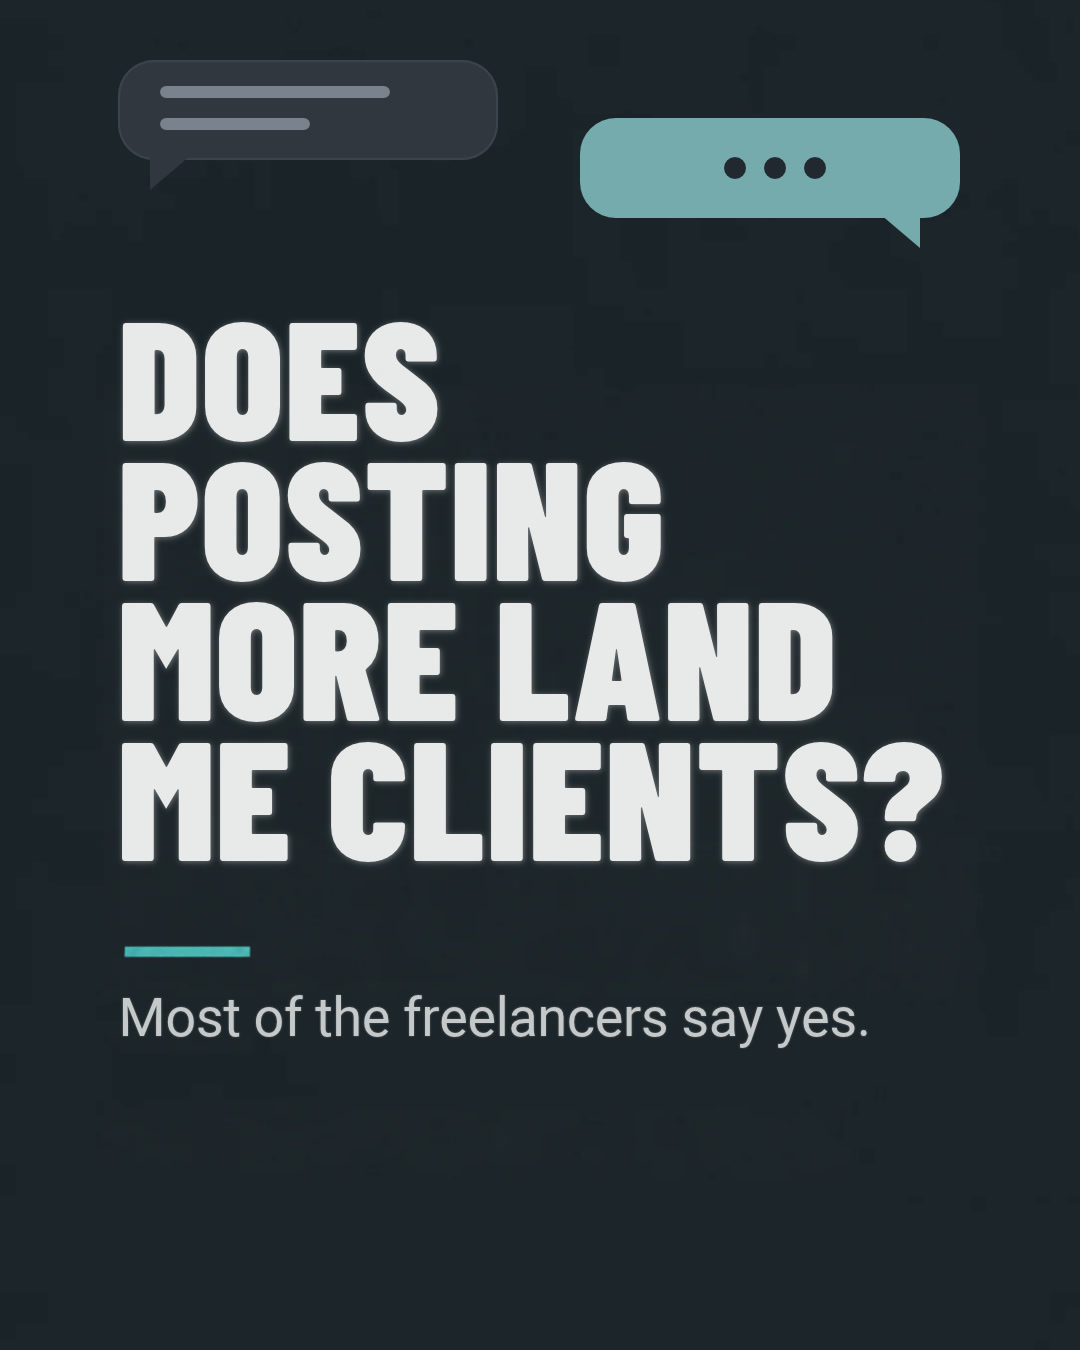 DOES
POSTING
MORE LAND
ME CLIENTS?
Most of the freelancers say yes.